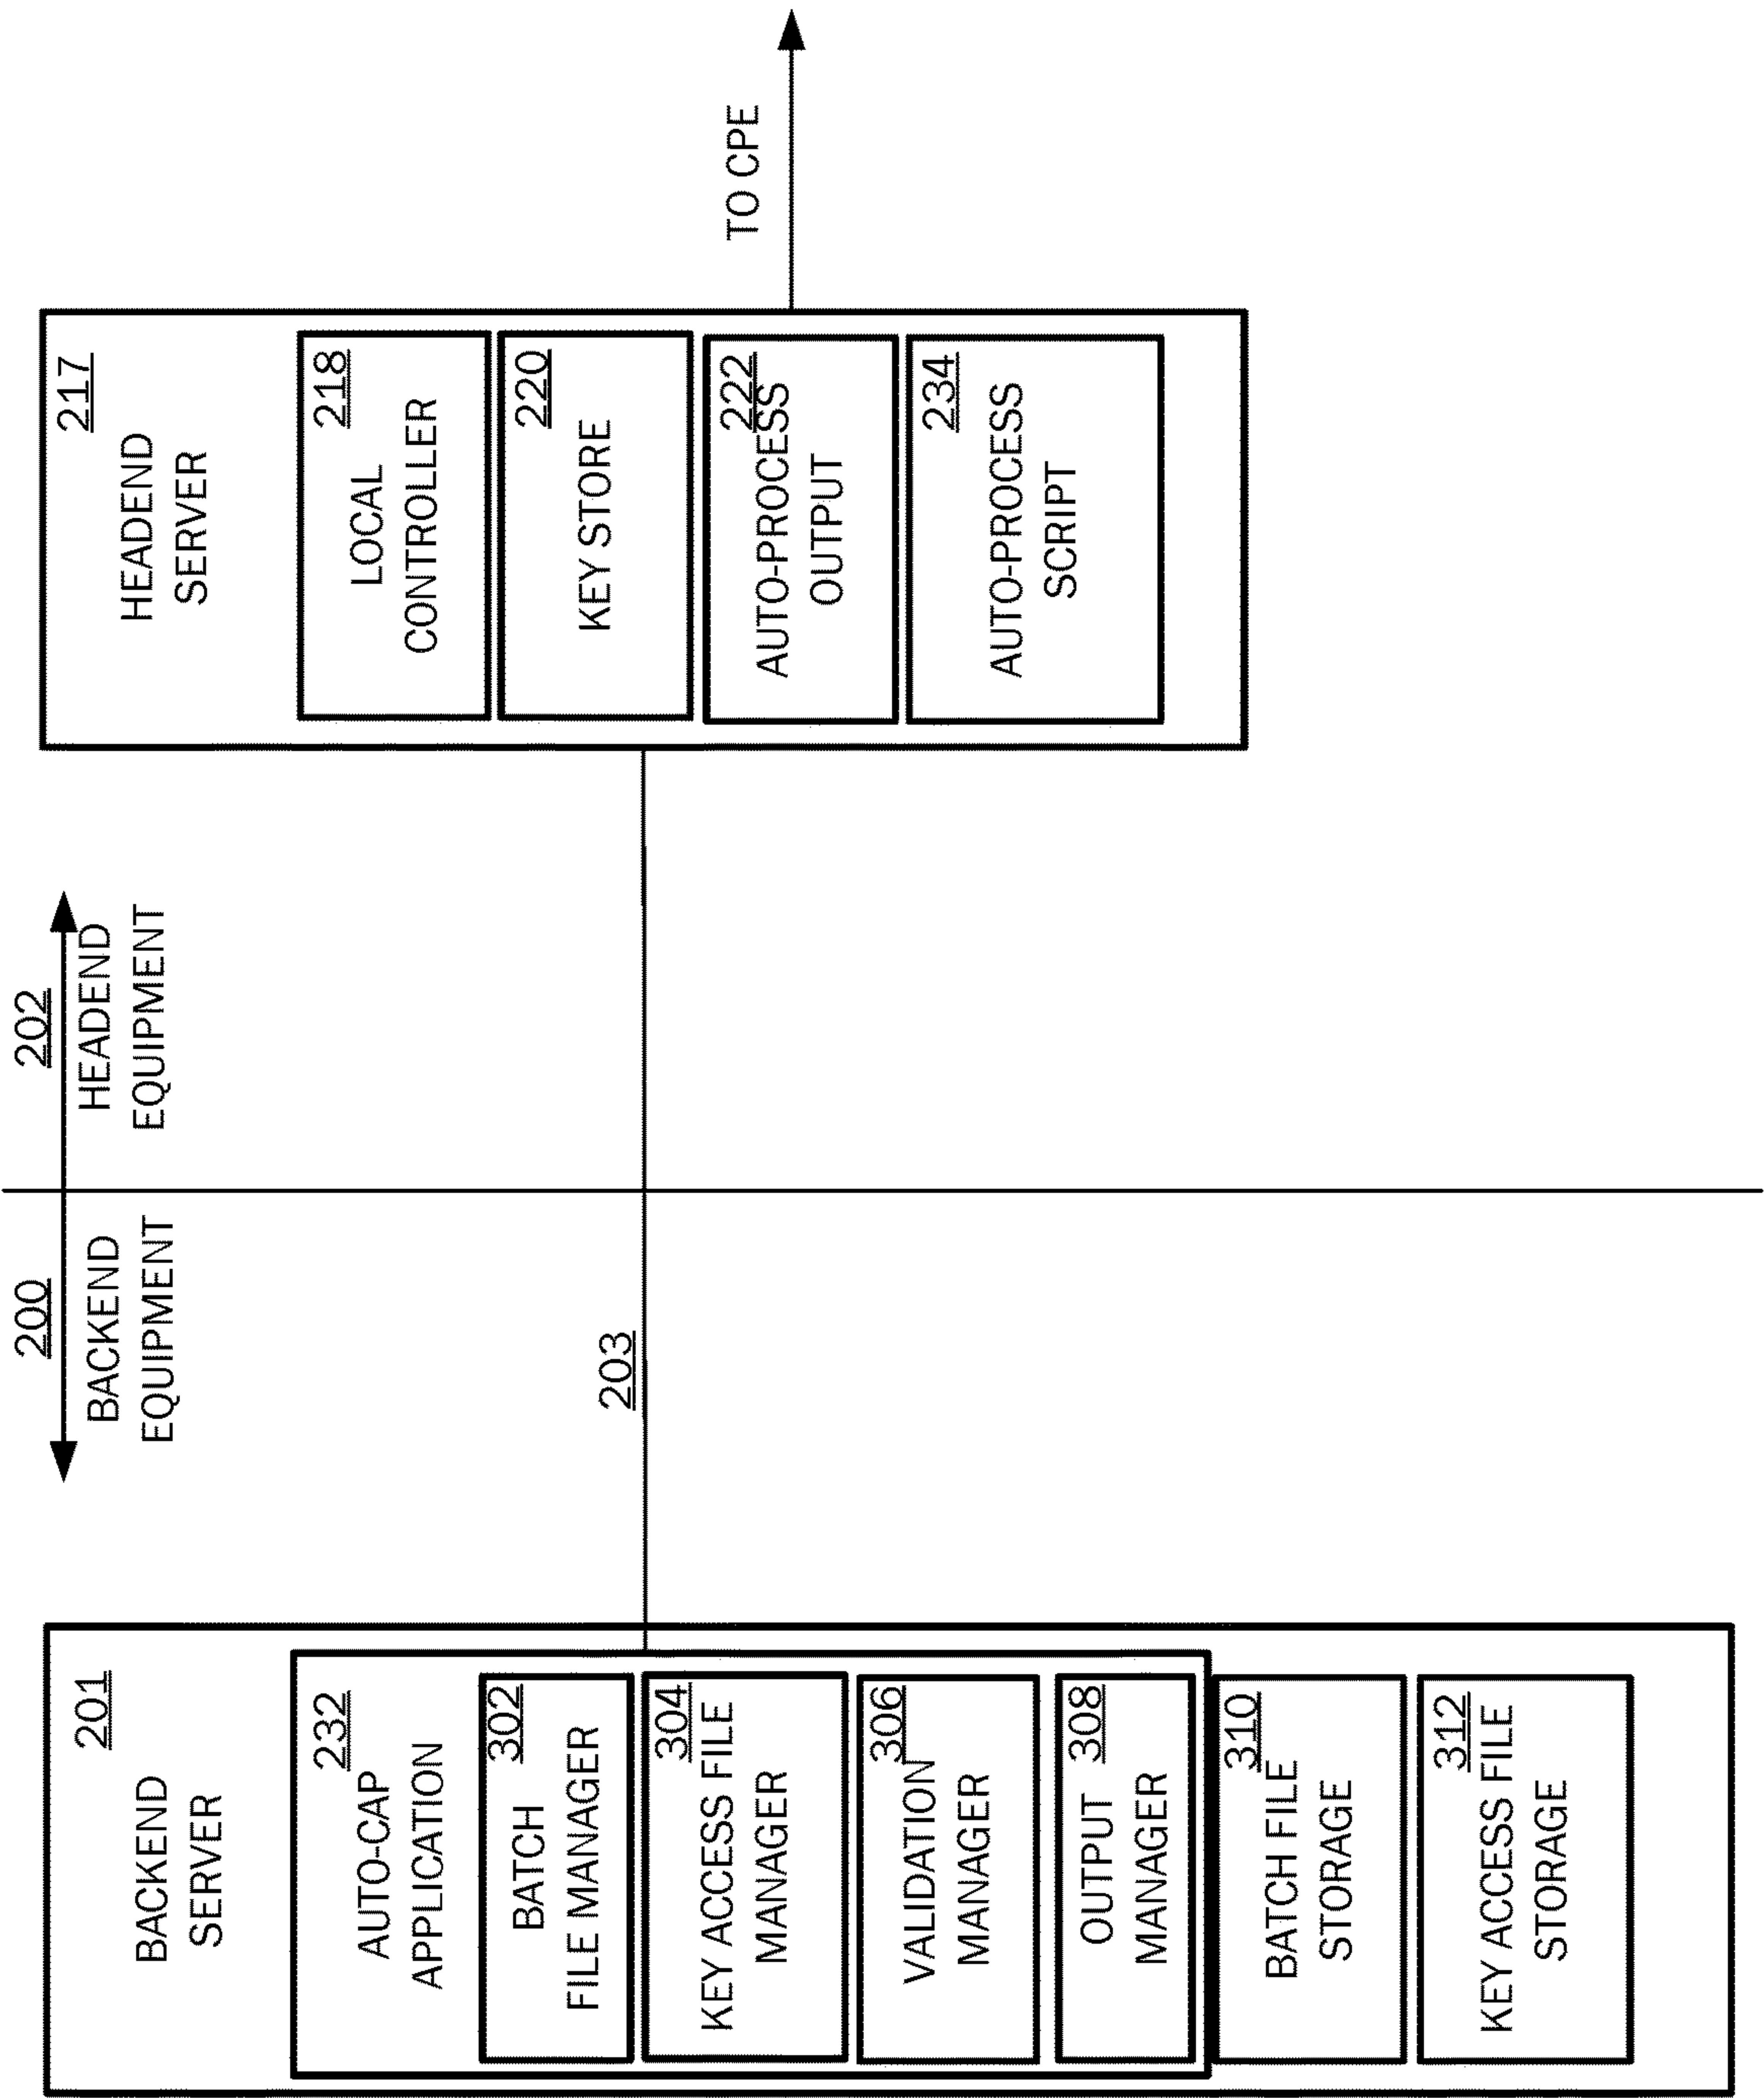 200
BACKEND
EQUIPMENT
202
HEADEND
EQUIPMENT
201
BACKEND
SERVER
232
AUTO-CAP
APPLICATION
302
BATCH
FILE MANAGER
304
KEY ACCESS FILE
MANAGER
306
VALIDATION
MANAGER
308
OUTPUT
MANAGER
310
BATCH FILE
STORAGE
312
KEY ACCESS FILE
STORAGE
203
217
HEADEND
SERVER
218
LOCAL
CONTROLLER
220
KEY STORE
222
AUTO-PROCESS
OUTPUT
234
AUTO-PROCESS
SCRIPT
TO CPE